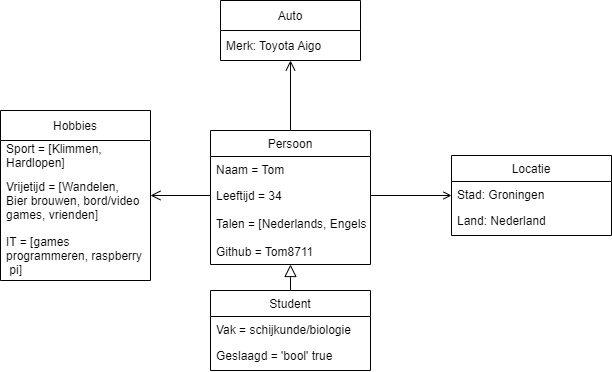 Auto
Merk: Toyota Aigo
Hobbies
Sport = [Klimmen,
Hardlopen]
Vrijetijd = [Wandelen,
Bier brouwen, bord/video
games, vrienden]
IT = [games
programmeren, raspberry
pi]
Persoon
Naam = Tom
Leeftijd = 34
Talen = [Nederlands, Engels
Github = Tom8711
Locatie
Stad: Groningen
Land: Nederland
Student
Vak = schijkunde/biologie
Geslaagd = 'bool' true